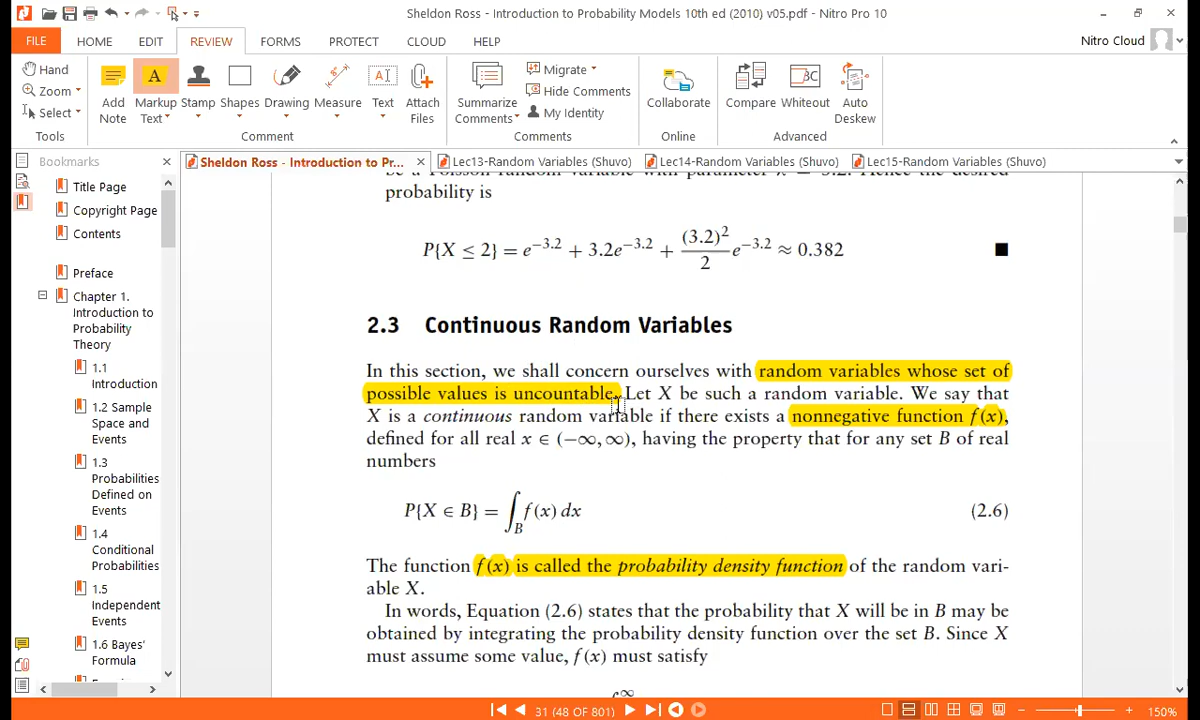 Sheldon Ross - Introduction to Probability Models 10th ed (2010) v05.pdf - Nitro Pro 10
FILE HOME EDIT REVIEW FORMS PROTECT CLOUD HELP Nitro Cloud
Hand
Zoom
Select
Tools
Add Note
Markup Text
Stamp
Shapes
Drawing
Measure
Text
Attach Files
Comment
Summarize Comments
Migrate
Hide Comments
My Identity
Comments
Collaborate
Online
Compare
Whiteout
Auto Deskew
Advanced
Bookmarks
Sheldon Ross - Introduction to Pr...
Lec13-Random Variables (Shuvo)
Lec14-Random Variables (Shuvo)
Lec15-Random Variables (Shuvo)
Title Page
Copyright Page
Contents
Preface
Chapter 1.
Introduction to
Probability
Theory
1.1
Introduction
1.2 Sample
Space and
Events
1.3
Probabilities
Defined on
Events
1.4
Conditional
Probabilities
1.5
Independent
Events
1.6 Bayes'
Formula
be a Poisson random variable with parameter λ = 3.2. Hence the desired
probability is
P{X ≤ 2} = e^{−3.2} + 3.2e^{−3.2} + (3.2)^2/2 e^{−3.2} ≈ 0.382 ■
2.3 Continuous Random Variables
In this section, we shall concern ourselves with random variables whose set of
possible values is uncountable. Let X be such a random variable. We say that
X is a continuous random variable if there exists a nonnegative function f(x),
defined for all real x ∈ (−∞, ∞), having the property that for any set B of real
numbers
P{X ∈ B} = ∫_B f(x) dx (2.6)
The function f(x) is called the probability density function of the random vari-
able X.
In words, Equation (2.6) states that the probability that X will be in B may be
obtained by integrating the probability density function over the set B. Since X
must assume some value, f(x) must satisfy
31 (48 OF 801)
150%